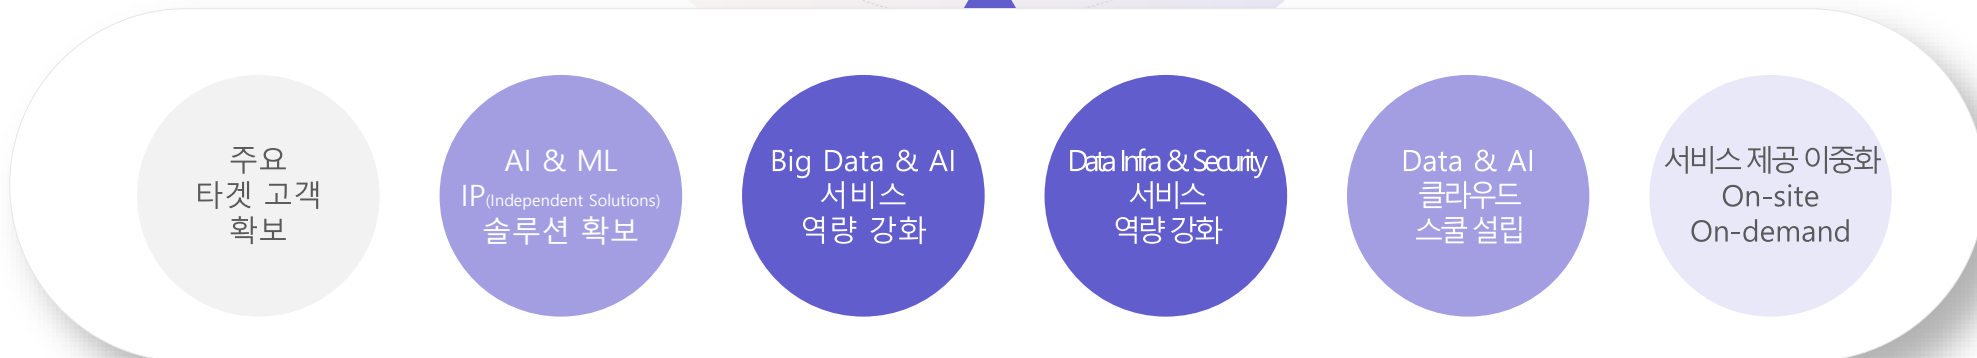 주요
타겟 고객
확보
AI & ML
IP(Independent Solutions)
솔루션 확보
Big Data & AI
서비스
역량 강화
Data Infra & Security
서비스
역량 강화
Data & AI
클라우드
스쿨 설립
서비스 제공 이중화
On-site
On-demand